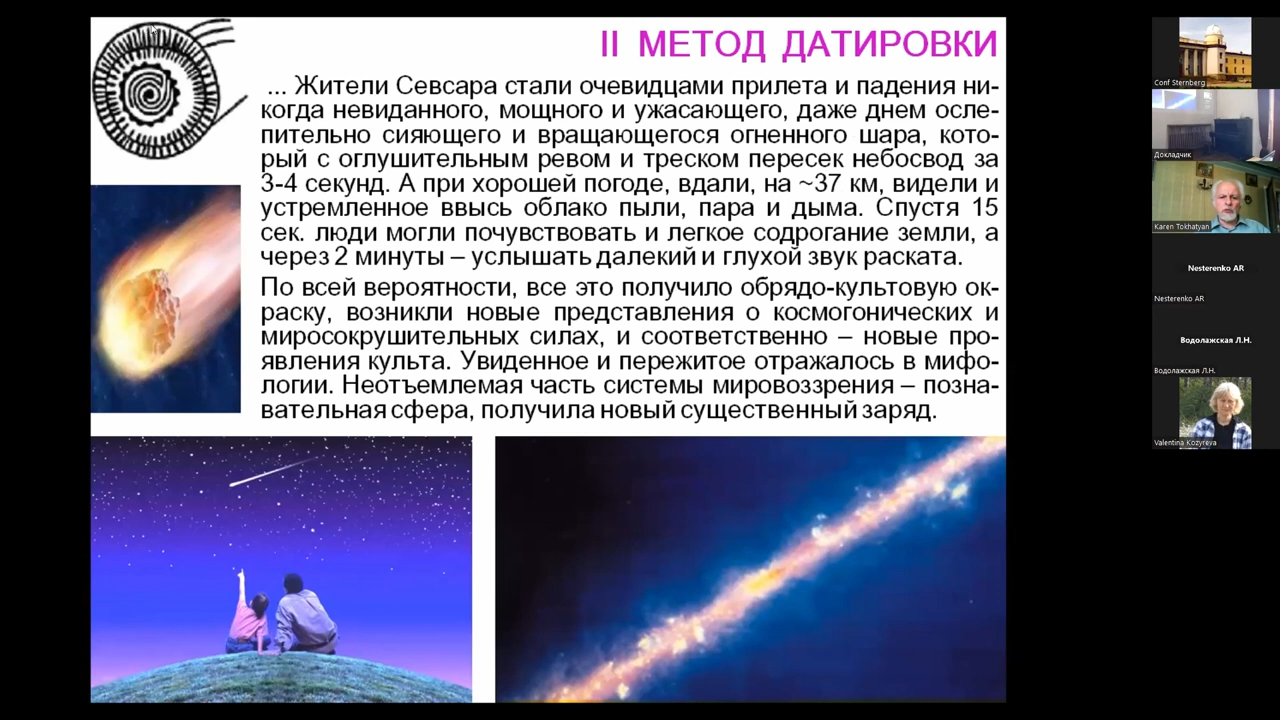 II МЕТОД ДАТИРОВКИ
... Жители Севсара стали очевидцами прилета и падения ни-
когда невиданного, мощного и ужасающего, даже днем осле-
пительно сияющего и вращающегося огненного шара, кото-
рый с оглушительным ревом и треском пересек небосвод за
3-4 секунд. А при хорошей погоде, вдали, на ~37 км, видели и
устремленное ввысь облако пыли, пара и дыма. Спустя 15
сек. люди могли почувствовать и легкое содрогание земли, а
через 2 минуты – услышать далекий и глухой звук раската.
По всей вероятности, все это получило обрядо-культовую ок-
раску, возникли новые представления о космогонических и
миросокрушительных силах, и соответственно – новые про-
явления культа. Увиденное и пережитое отражалось в мифо-
логии. Неотъемлемая часть системы мировоззрения – позна-
вательная сфера, получила новый существенный заряд.
Conf Sternberg
Докладчик
Karen Tokhatyan
Nesterenko AR
Nesterenko AR
Водолажская Л.Н.
Водолажская Л.Н.
Valentina Kozyreva